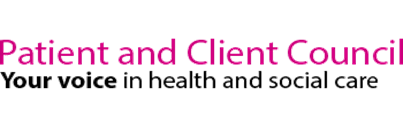 Patient and Client Council
Your voice in health and social care